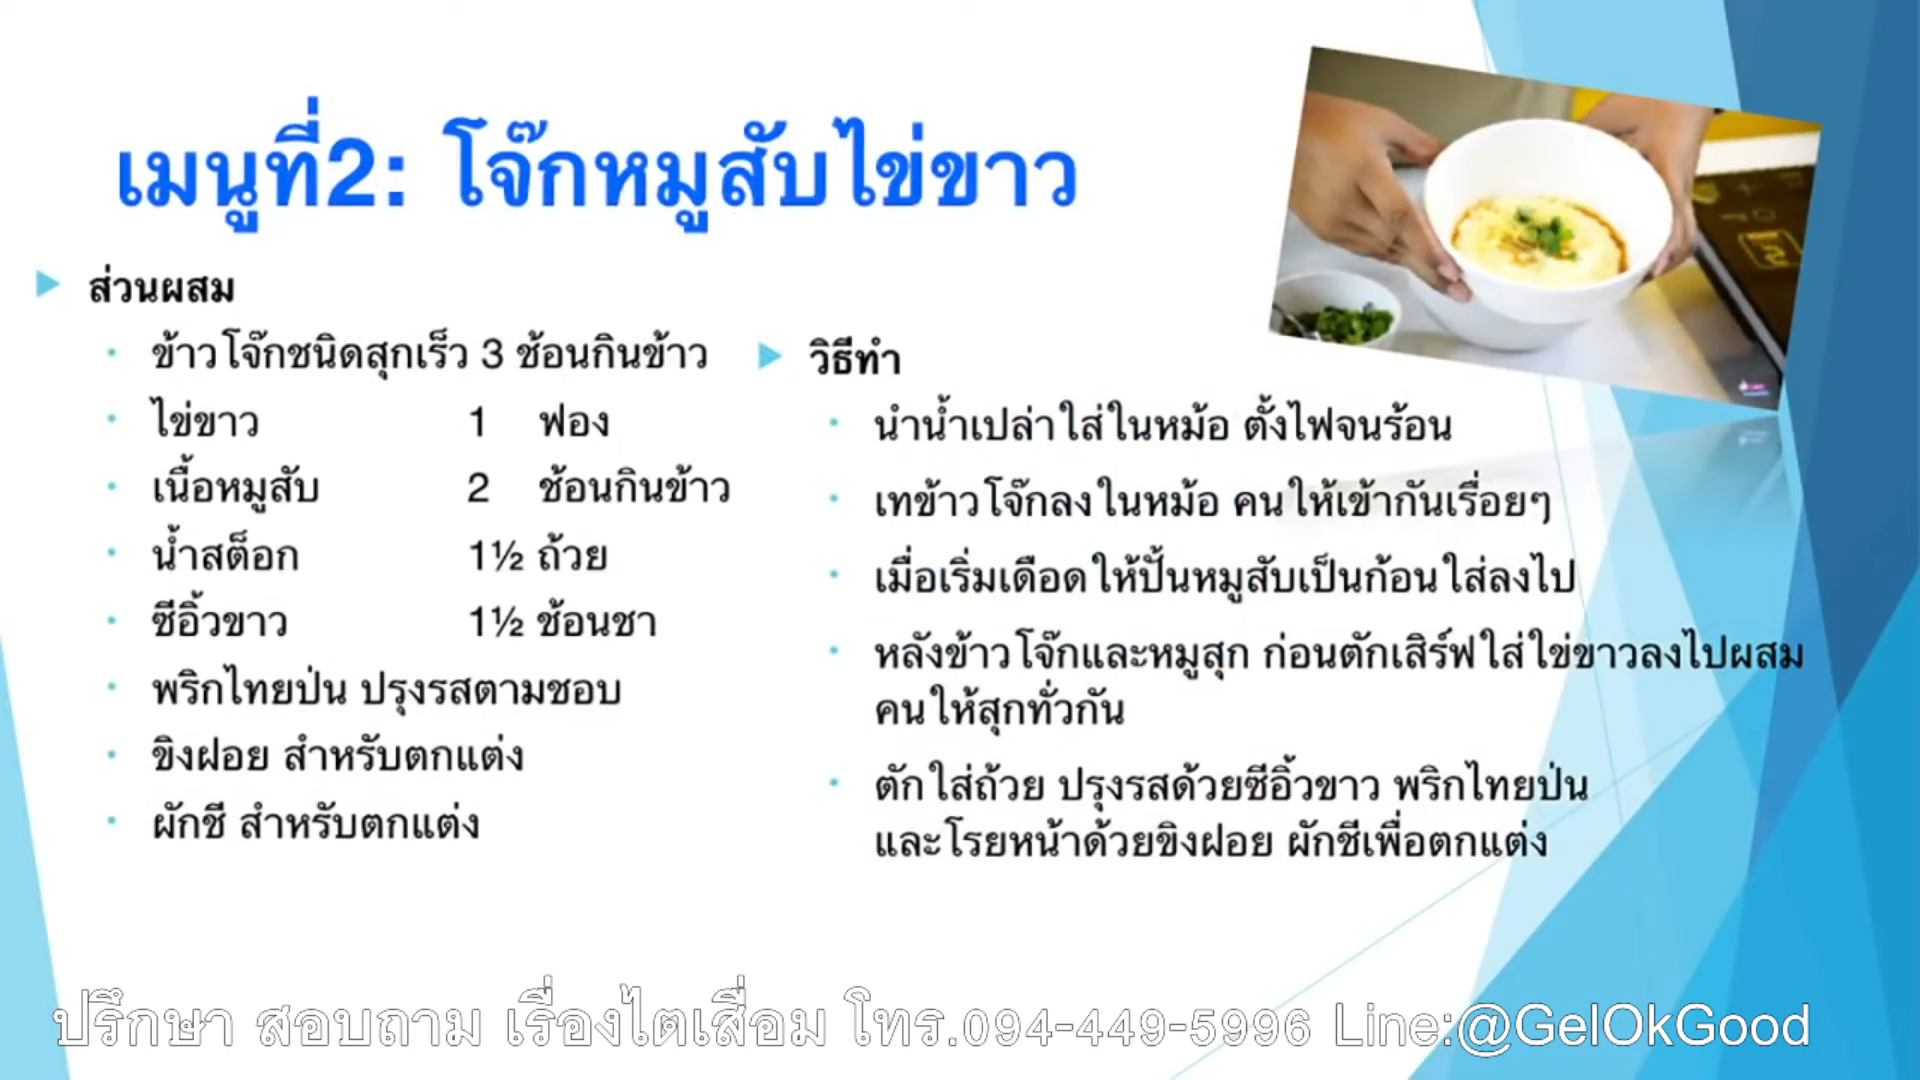 เมนูที่2: โจ๊กหมูสับไข่ขาว
ส่วนผสม
ข้าวโจ๊กชนิดสุกเร็ว 3 ช้อนกินข้าว
ไข่ขาว 1 ฟอง
เนื้อหมูสับ 2 ช้อนกินข้าว
น้ำสต็อก 1½ ถ้วย
ซีอิ้วขาว 1½ ช้อนชา
พริกไทยป่น ปรุงรสตามชอบ
ขิงฝอย สำหรับตกแต่ง
ผักชี สำหรับตกแต่ง
วิธีทำ
นำน้ำเปล่าใส่ในหม้อ ตั้งไฟจนร้อน
เทข้าวโจ๊กลงในหม้อ คนให้เข้ากันเรื่อยๆ
เมื่อเริ่มเดือดให้ปั้นหมูสับเป็นก้อนใส่ลงไป
หลังข้าวโจ๊กและหมูสุก ก่อนตักเสิร์ฟใส่ไข่ขาวลงไปผสม
คนให้สุกทั่วกัน
ตักใส่ถ้วย ปรุงรสด้วยซีอิ้วขาว พริกไทยป่น
และโรยหน้าด้วยขิงฝอย ผักชีเพื่อตกแต่ง
ปรึกษา สอบถาม เรื่องไตเสื่อม โทร.094-449-5996 Line:@GelOkGood